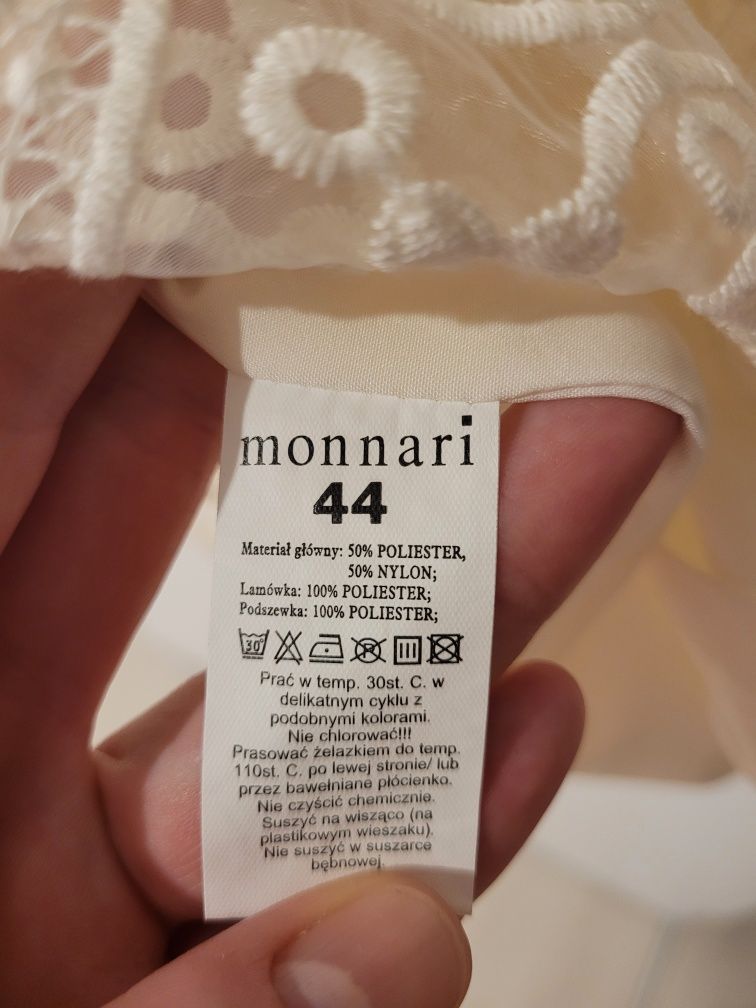 monnari
44
Materiał główny: 50% POLIESTER,
50% NYLON;
Lamówka: 100% POLIESTER;
Podszewka: 100% POLIESTER;
30°
Prać w temp. 30st. C. w
delikatnym cyklu z
podobnymi kolorami.
Nie chlorować!!!
Prasować żelazkiem do temp.
110st. C. po lewej stronie/ lub
przez bawełniane płócienko.
Nie czyścić chemicznie.
Suszyć na wisząco (na
plastikowym wieszaku).
Nie suszyć w suszarce
bębnowej.